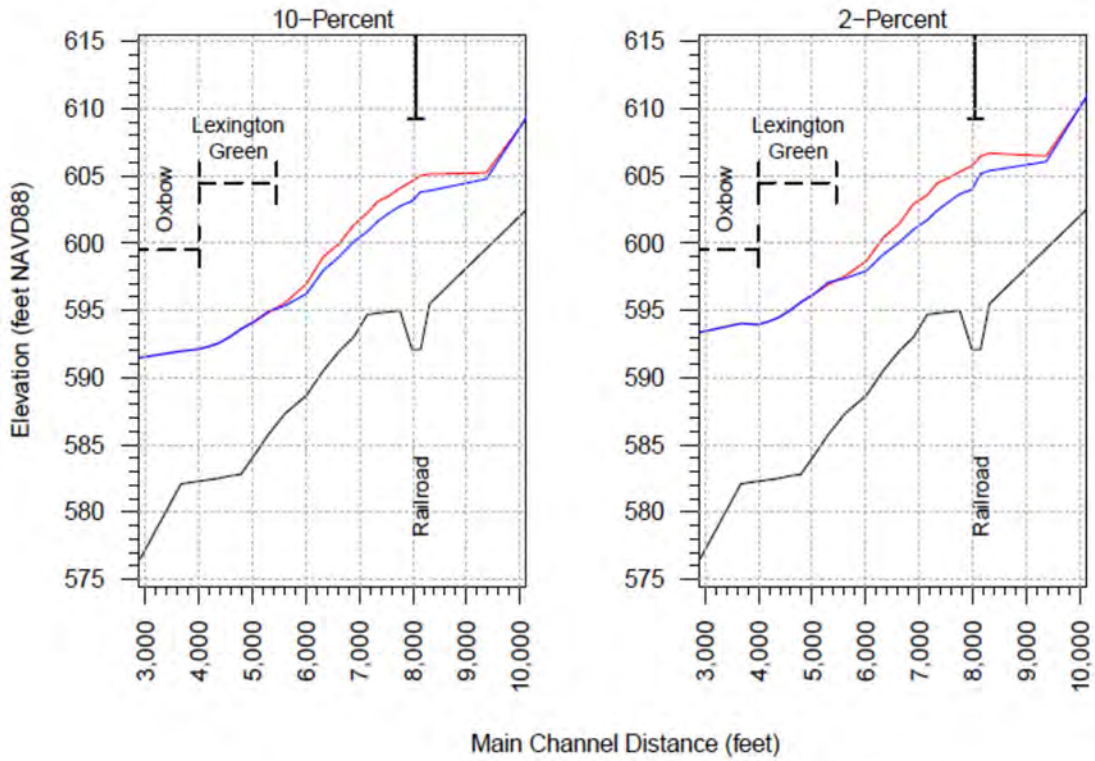 10−Percent
2−Percent
615
610
605
600
595
590
585
580
575
Elevation (feet NAVD88)
Oxbow
Lexington
Green
Railroad
3,000
4,000
5,000
6,000
7,000
8,000
9,000
10,000
615
610
605
600
595
590
585
580
575
Oxbow
Lexington
Green
Railroad
3,000
4,000
5,000
6,000
7,000
8,000
9,000
10,000
Main Channel Distance (feet)